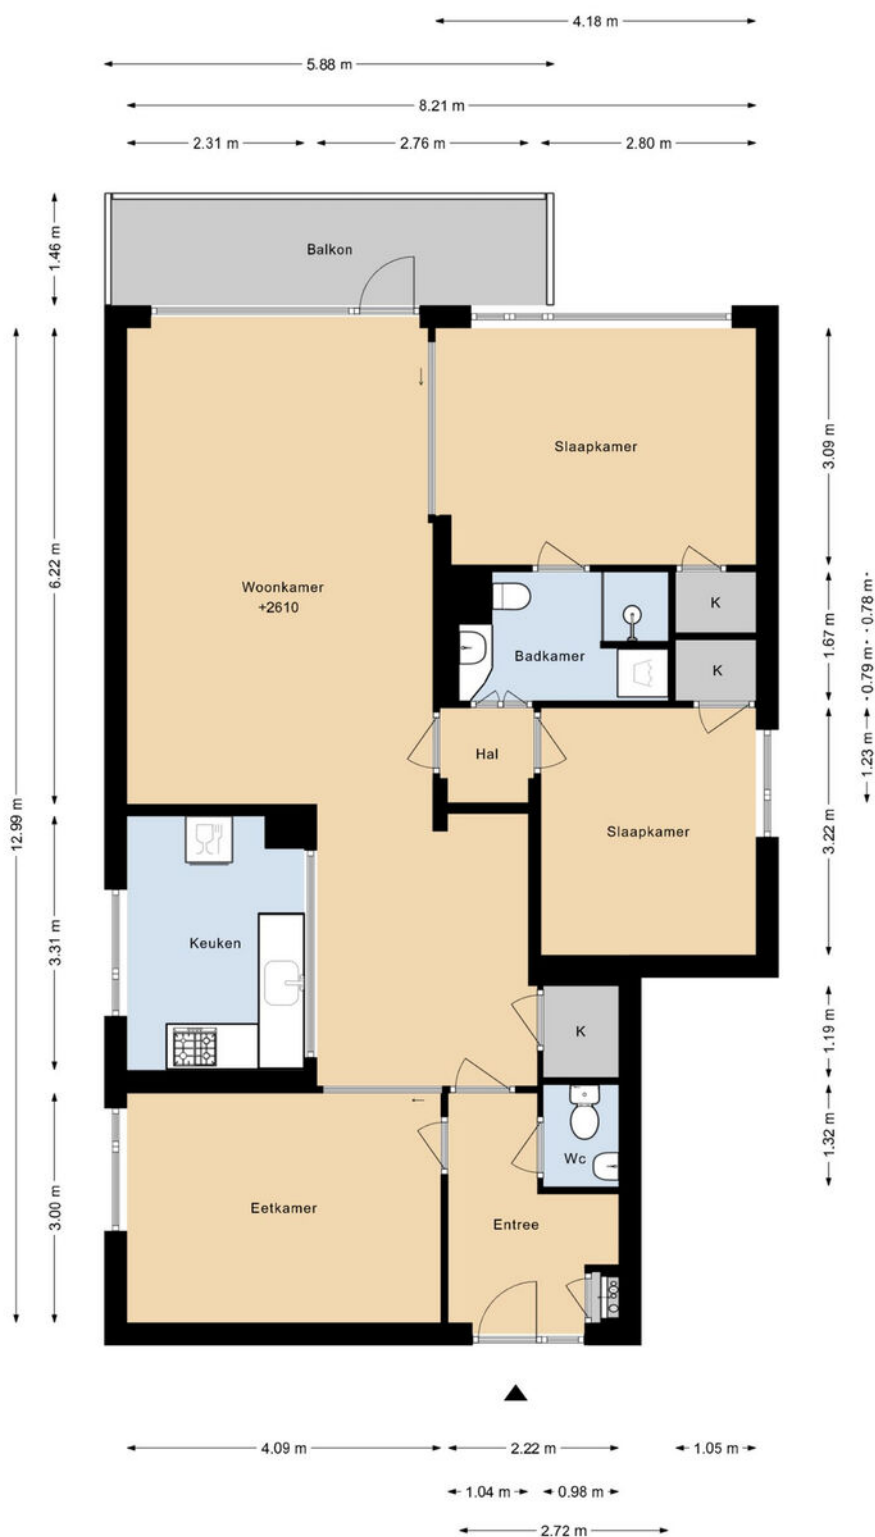 4.18 m
5.88 m
8.21 m
2.31 m
2.76 m
2.80 m
1.46 m
Balkon
3.09 m
Slaapkamer
6.22 m
Woonkamer
+2610
K
0.78 m
1.67 m
Badkamer
K
0.79 m
Hal
1.23 m
12.99 m
Slaapkamer
3.22 m
3.31 m
Keuken
K
1.19 m
Wc
1.32 m
3.00 m
Eetkamer
Entree
4.09 m
2.22 m
1.05 m
1.04 m
0.98 m
2.72 m